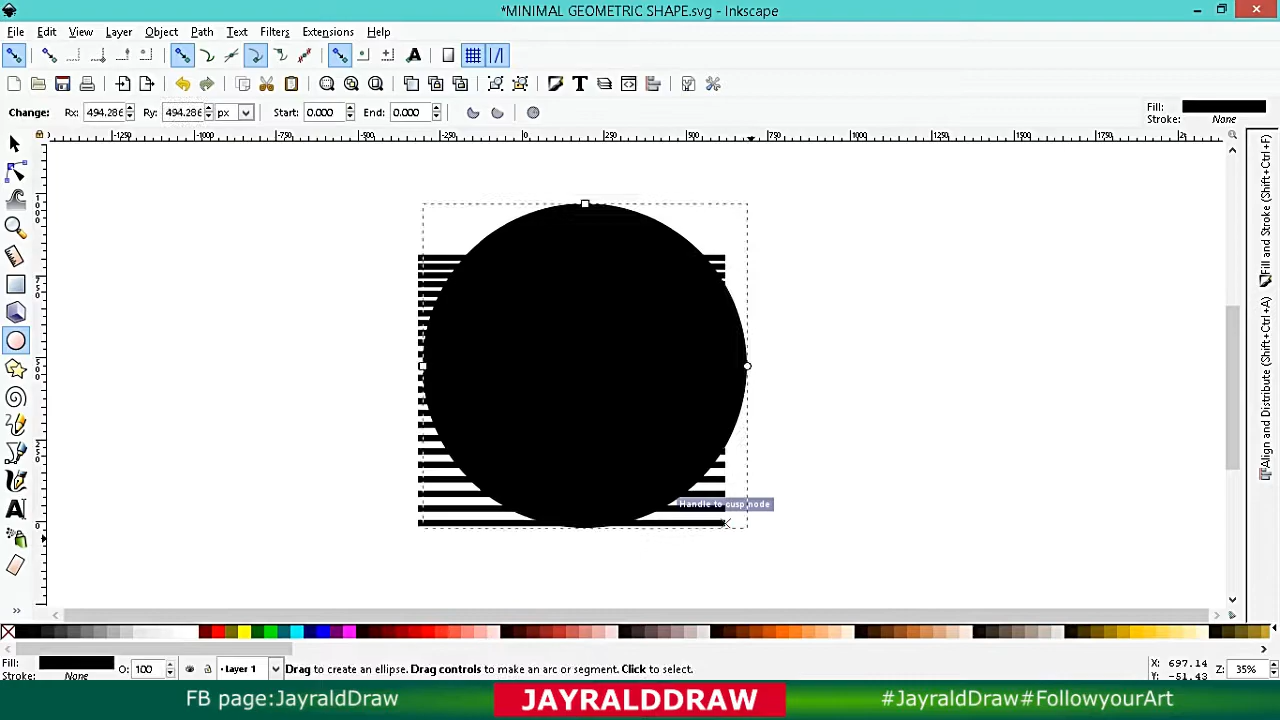 *MINIMAL GEOMETRIC SHAPE.svg - Inkscape
File Edit View Layer Object Path Text Filters Extensions Help
Change: Rx: 494.286 Ry: 494.286 px Start: 0.000 End: 0.000
Fill:
Stroke: None
Fill and Stroke (Shift+Ctrl+F)
Align and Distribute (Shift+Ctrl+A)
Handle to cusp node
Fill:
Stroke: None
O: 100
Layer 1
Drag to create an ellipse. Drag controls to make an arc or segment. Click to select.
X: 697.14
Y: -51.43
Z: 35%
FB page:JayraldDraw
JAYRALDDRAW
#JayraldDraw#FollowyourArt